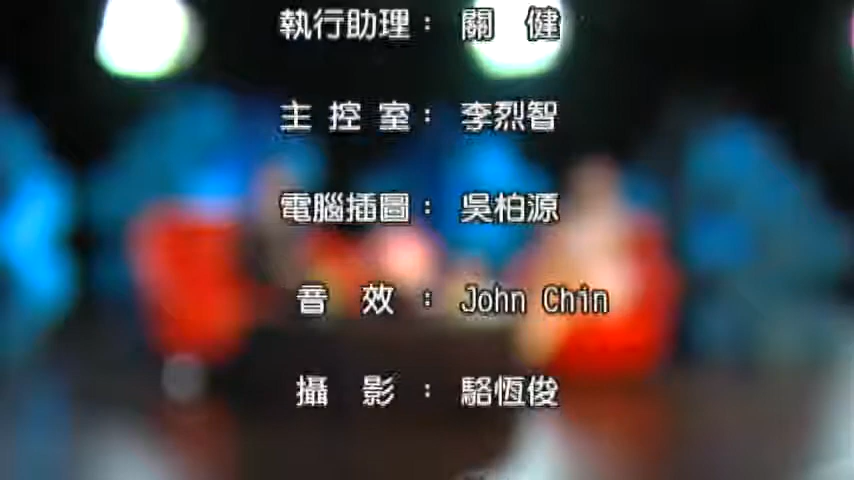 執行助理： 關　健
主 控 室： 李烈智
電腦插圖： 吳柏源
音　效 ： John Chin
攝　影 ： 駱恆俊